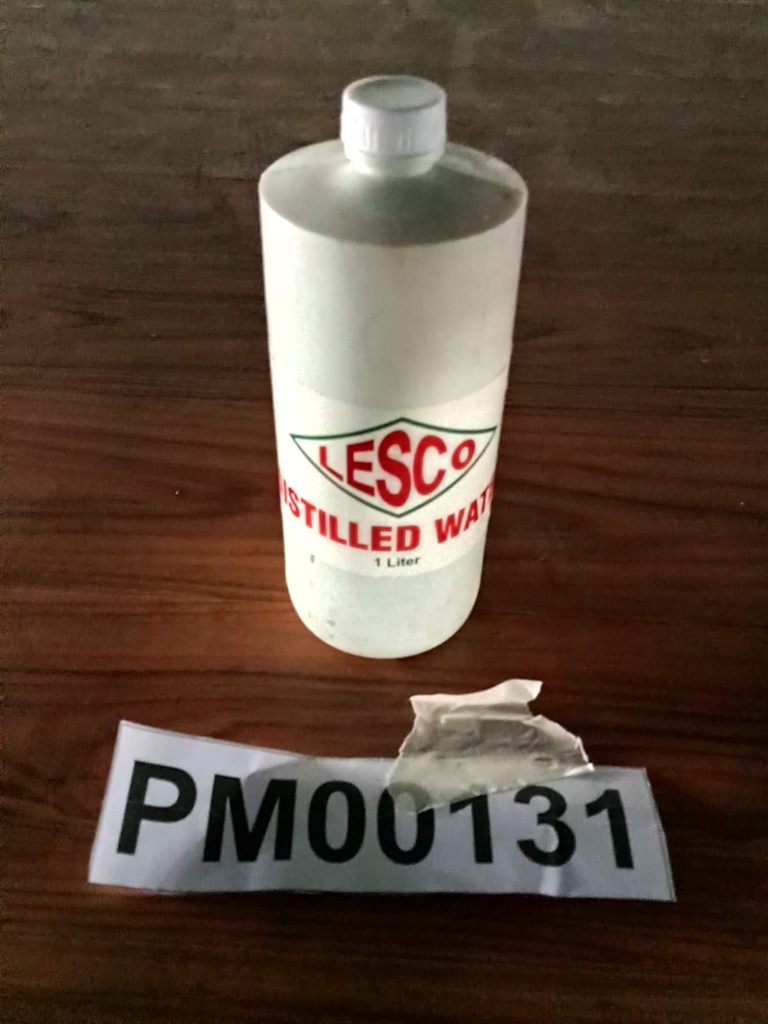 LESCO
ISTILLED WAT
1 Liter
PM00131